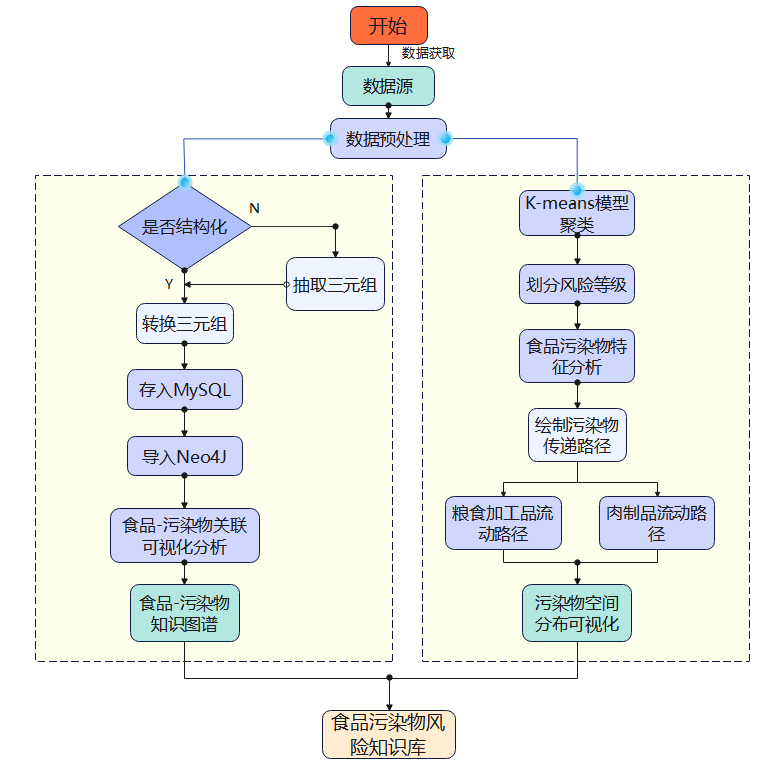 开始
数据获取
数据源
数据预处理
是否结构化
N
Y
抽取三元组
转换三元组
存入MySQL
导入Neo4J
食品-污染物关联
可视化分析
食品-污染物
知识图谱
K-means模型
聚类
划分风险等级
食品污染物特
征分析
绘制污染物
传递路径
粮食加工品流
动路径
肉制品流动路
径
污染物空间
分布可视化
食品污染物风
险知识库